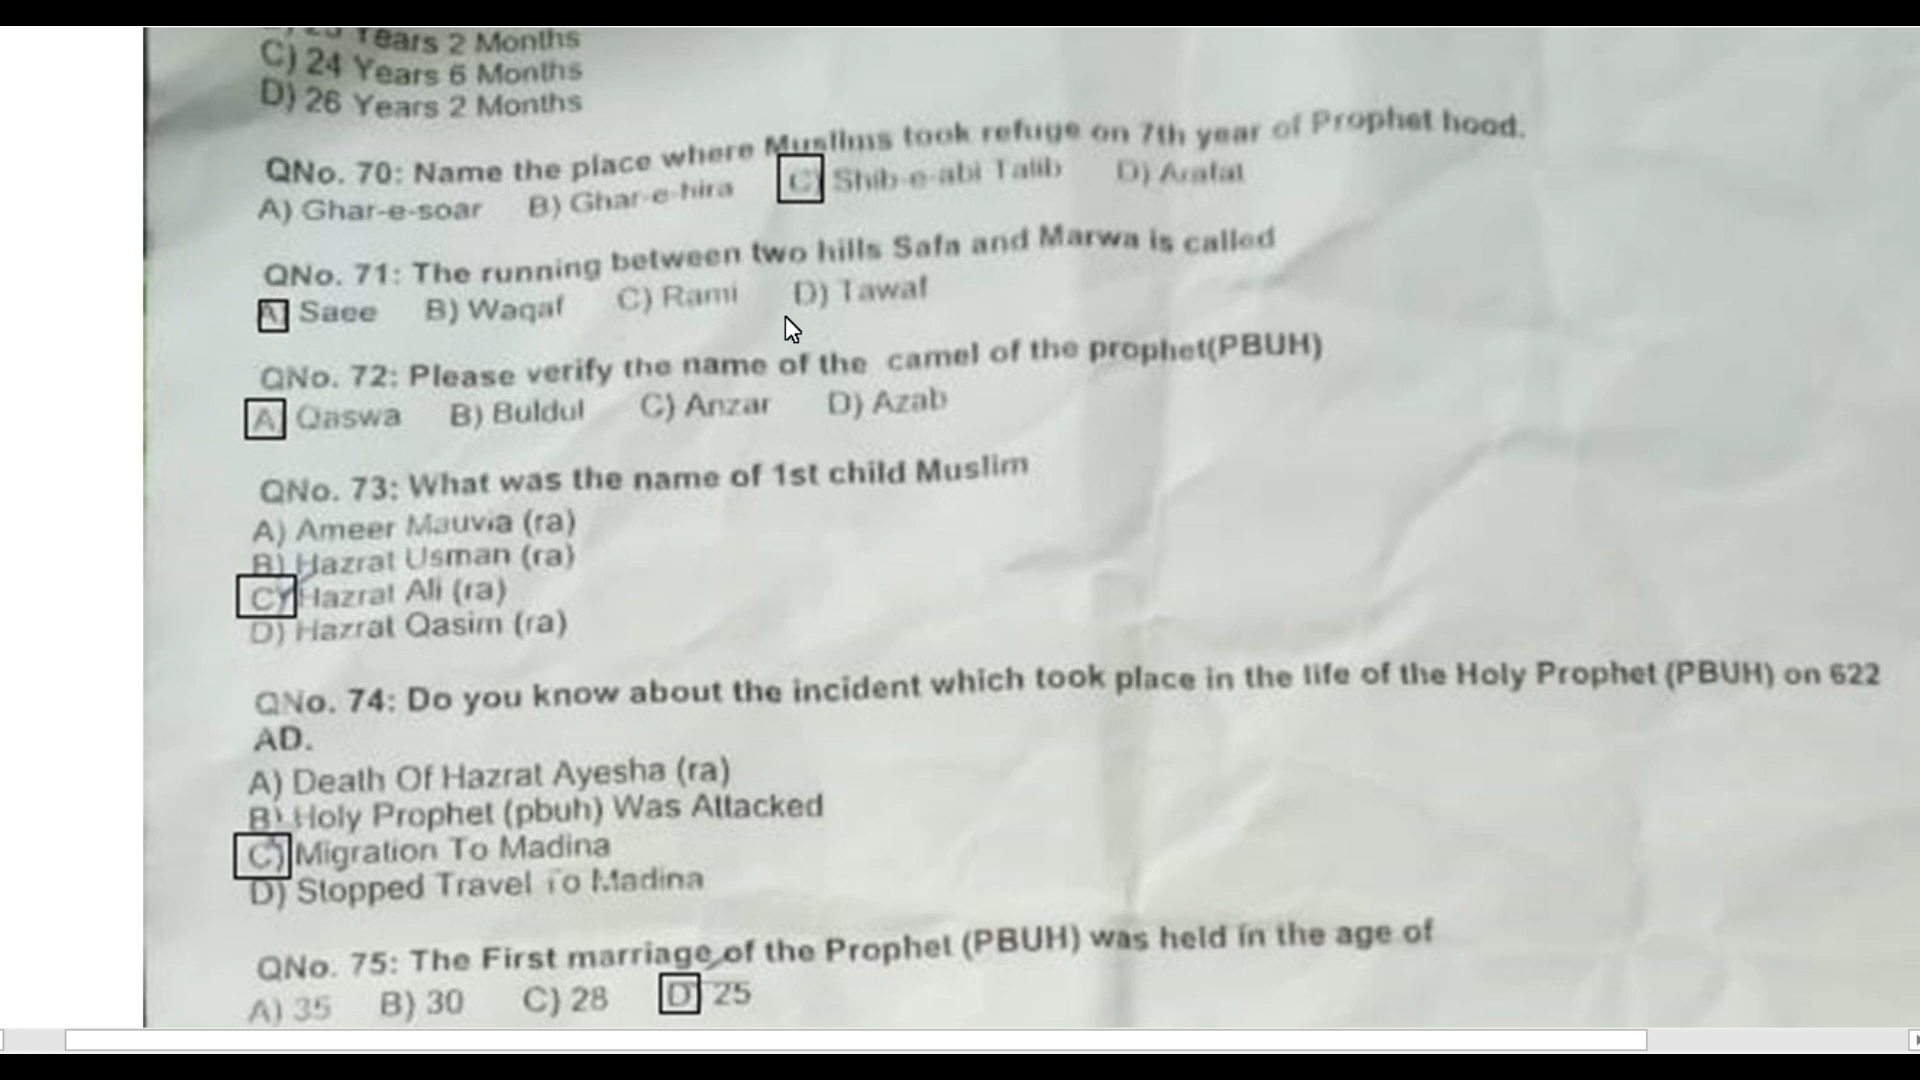 Years 2 Months
C) 24 Years 6 Months
D) 26 Years 2 Months
QNo. 70: Name the place where Muslims took refuge on 7th year of Prophet hood.
A) Ghar-e-soar B) Ghar-e-hira C) Shib-e-abi Talib D) Arafat
QNo. 71: The running between two hills Safa and Marwa is called
A) Saee B) Waqaf C) Rami D) Tawaf
QNo. 72: Please verify the name of the camel of the prophet(PBUH)
A) Qaswa B) Buldul C) Anzar D) Azab
QNo. 73: What was the name of 1st child Muslim
A) Ameer Mauvia (ra)
B) Hazrat Usman (ra)
C) Hazrat Ali (ra)
D) Hazrat Qasim (ra)
QNo. 74: Do you know about the incident which took place in the life of the Holy Prophet (PBUH) on 622
AD.
A) Death Of Hazrat Ayesha (ra)
B) Holy Prophet (pbuh) Was Attacked
C) Migration To Madina
D) Stopped Travel To Madina
QNo. 75: The First marriage of the Prophet (PBUH) was held in the age of
A) 35 B) 30 C) 28 D) 25